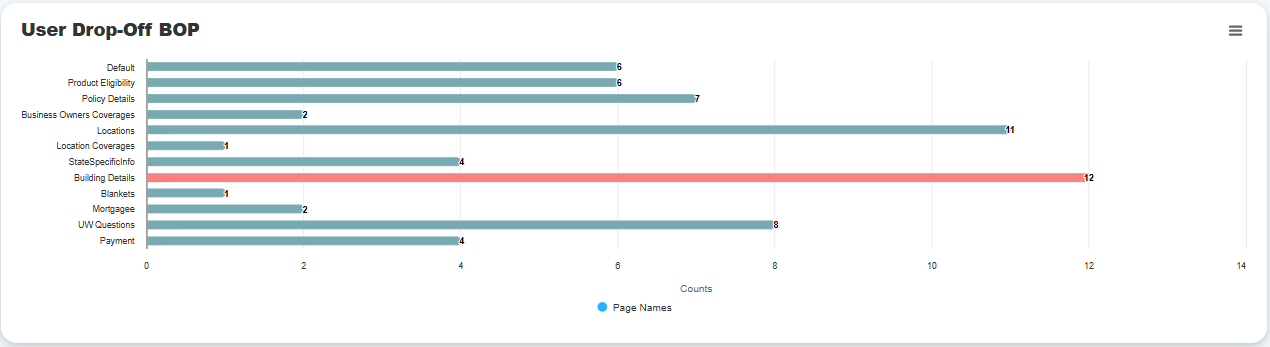 User Drop-Off BOP
Default 6
Product Eligibility 6
Policy Details 7
Business Owners Coverages 2
Locations 11
Location Coverages 1
StateSpecificInfo 4
Building Details 12
Blankets 1
Mortgagee 2
UW Questions 8
Payment 4
0 2 4 6 8 10 12 14
Counts
Page Names